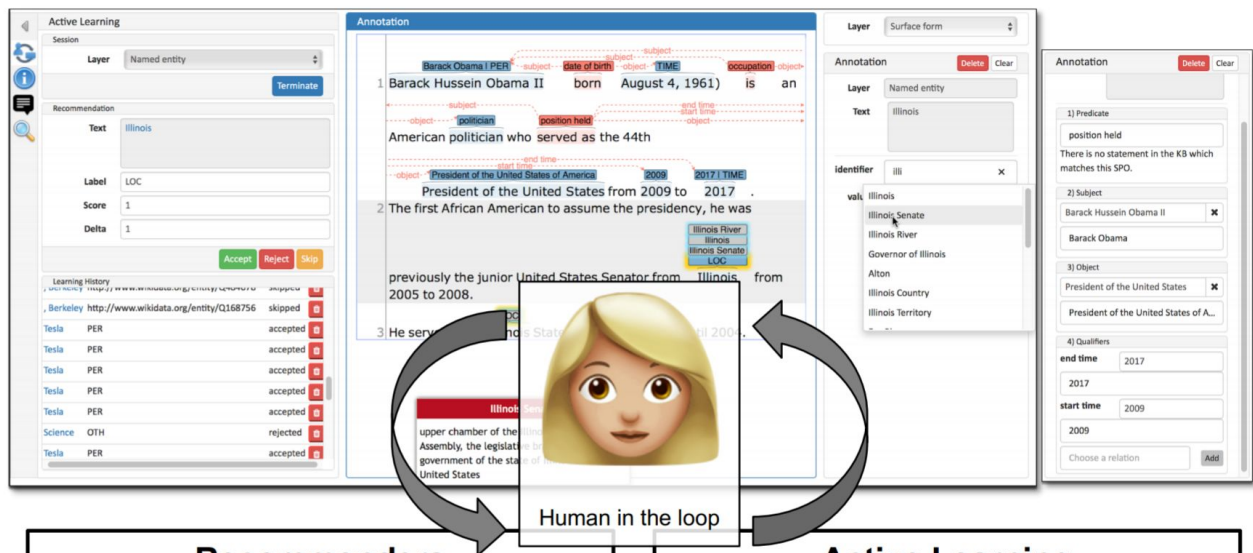 Active Learning
Session
Layer Named entity
Terminate
Recommendation
Text Illinois
Label LOC
Score 1
Delta 1
Accept Reject Skip
Learning History
skipped
, Berkeley http://www.wikidata.org/entity/Q168756 skipped
Tesla PER accepted
Tesla PER accepted
Tesla PER accepted
Tesla PER accepted
Tesla PER accepted
Science OTH rejected
Tesla PER accepted
Annotation
subject
subject
Barack Obama | PER subject date of birth object TIME occupation object
1 Barack Hussein Obama II born August 4, 1961) is an
subject end time
start time
object politician position held object
American politician who served as the 44th
end time
start time
object President of the United States of America 2009 2017 | TIME
President of the United States from 2009 to 2017 .
2 The first African American to assume the presidency, he was
Illinois River
Illinois
Illinois Senate
LOC
previously the junior United States Senator from Illinois from
2005 to 2008.
3 He 2004.
Illinois
upper chamber of the
Assembly, the legislative
government of the state of
United States
Human in the loop
Layer Surface form
Annotation Delete Clear
Layer Named entity
Text Illinois
identifier illi x
Illinois
Illinois Senate
Illinois River
Governor of Illinois
Alton
Illinois Country
Illinois Territory
Annotation Delete Clear
1) Predicate
position held
There is no statement in the KB which
matches this SPO.
2) Subject
Barack Hussein Obama II
Barack Obama
3) Object
President of the United States
President of the United States of A...
4) Qualifiers
end time 2017
2017
start time 2009
2009
Choose a relation Add
Recommenders
Active Learning